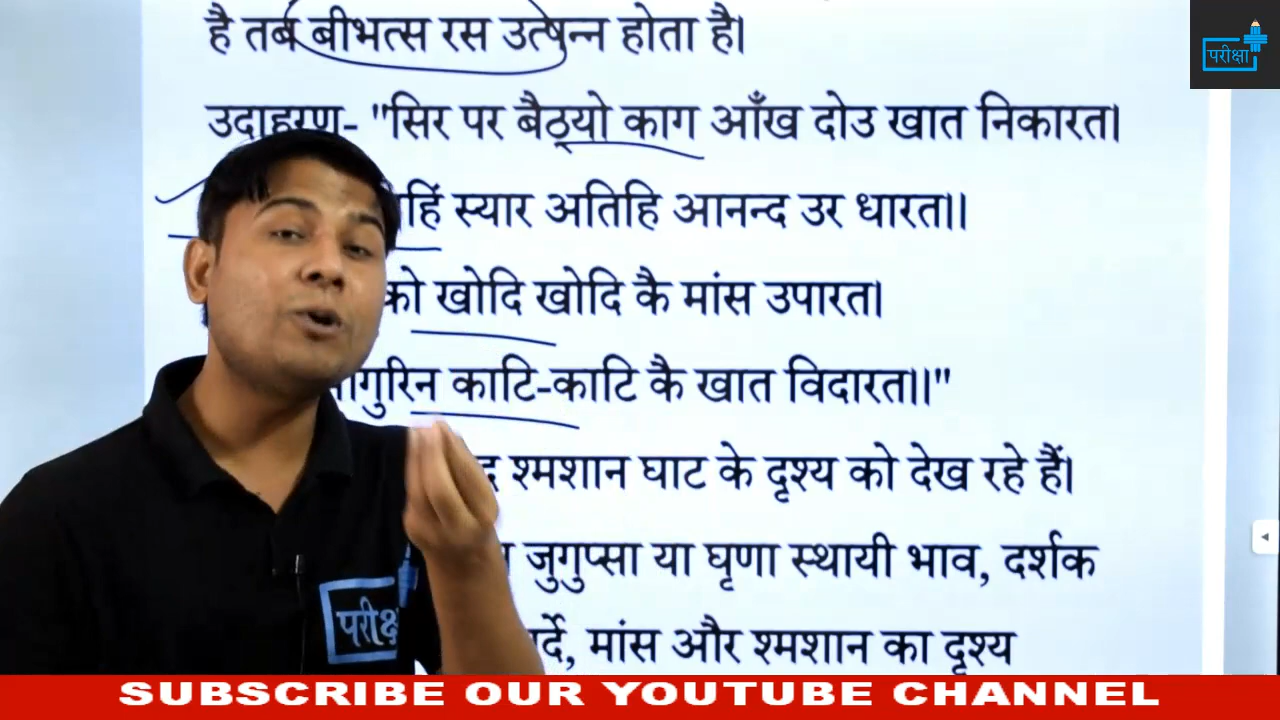 है तब बीभत्स रस उत्पन्न होता है।
परीक्षा
उदाहरण- "सिर पर बैठ्यो काग आँख दोउ खात निकारत।
स्यार अतिहि आनन्द उर धारत।।
को खोदि खोदि कै मांस उपारत।
काटि-काटि कै खात विदारत।।"
श्मशान घाट के दृश्य को देख रहे हैं।
जुगुप्सा या घृणा स्थायी भाव, दर्शक
मांस और श्मशान का दृश्य
परीक्षा
SUBSCRIBE OUR YOUTUBE CHANNEL